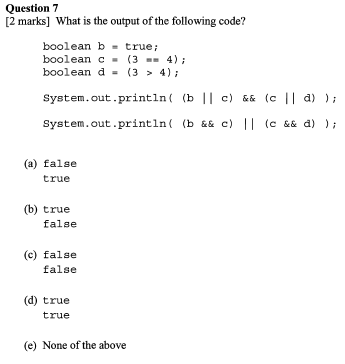 Question 7
[2 marks] What is the output of the following code?
boolean b = true;
boolean c = (3 == 4);
boolean d = (3 > 4);
System.out.println( (b || c) && (c || d) );
System.out.println( (b && c) || (c && d) );
(a) false
true
(b) true
false
(c) false
false
(d) true
true
(e) None of the above